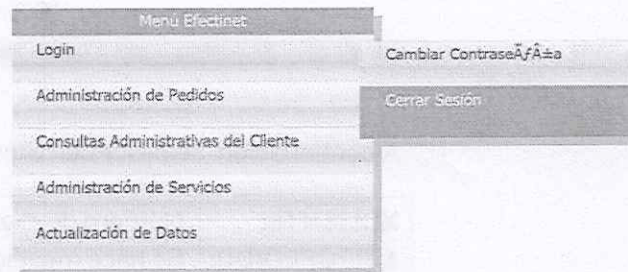 Menú Efectinet
Login
Administración de Pedidos
Consultas Administrativas del Cliente
Administración de Servicios
Actualización de Datos
Cambiar ContraseÃƒÂ±a
Cerrar Sesión